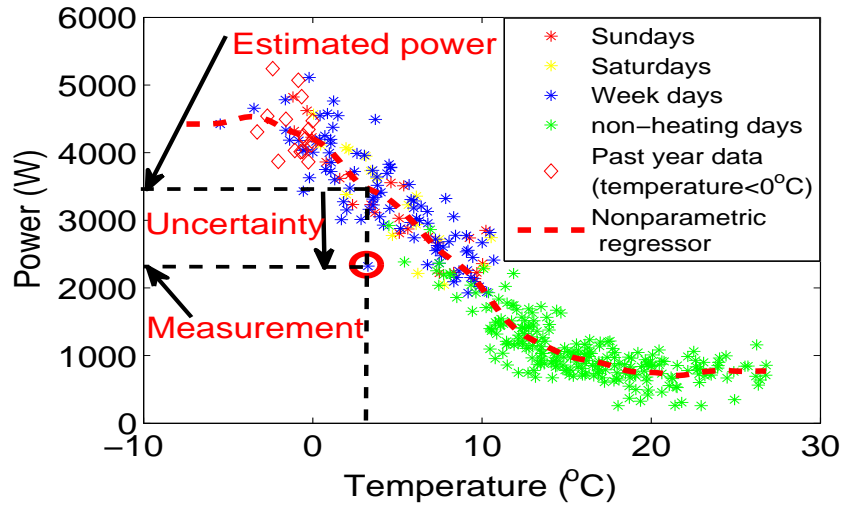 6000
5000
4000
3000
2000
1000
0
Power (W)
Estimated power
Uncertainty
Measurement
Sundays
Saturdays
Week days
non−heating days
Past year data
(temperature<0°C)
Nonparametric
regressor
−10
0
10
20
30
Temperature (°C)